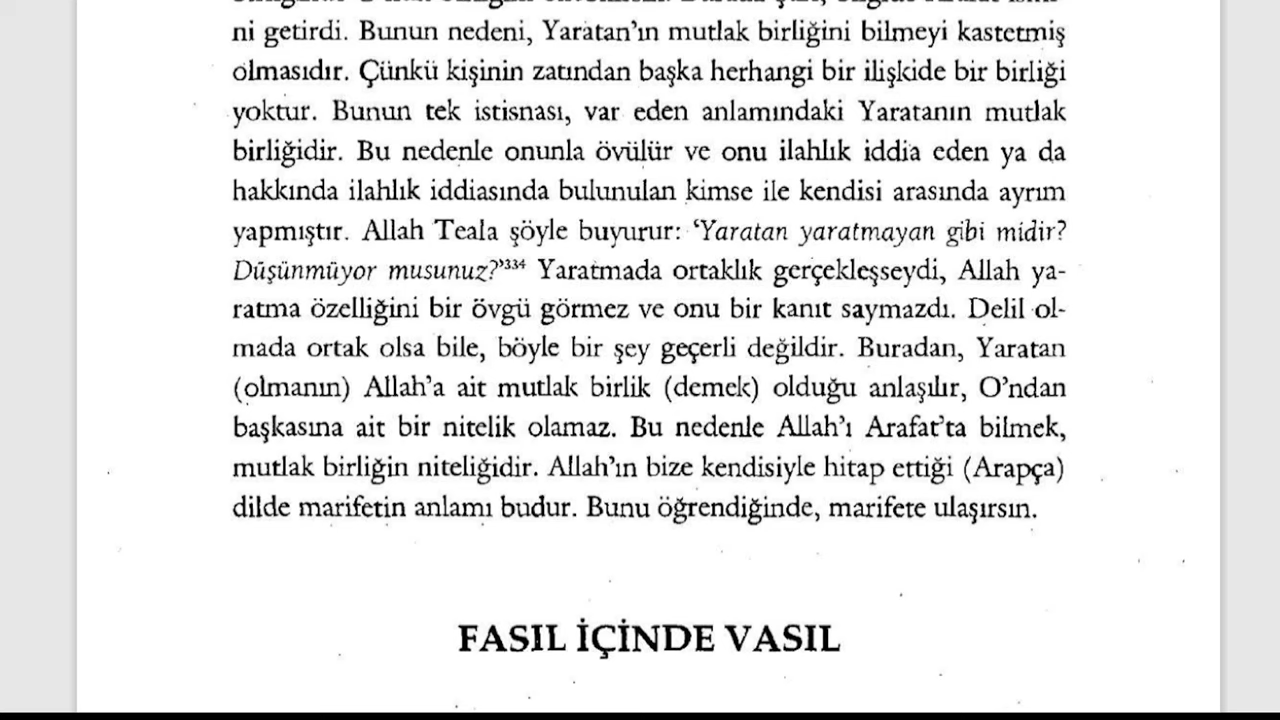 ni getirdi. Bunun nedeni, Yaratan’ın mutlak birliğini bilmeyi kastetmiş
olmasıdır. Çünkü kişinin zatından başka herhangi bir ilişkide bir birliği
yoktur. Bunun tek istisnası, var eden anlamındaki Yaratanın mutlak
birliğidir. Bu nedenle onunla övülür ve onu ilahlık iddia eden ya da
hakkında ilahlık iddiasında bulunulan kimse ile kendisi arasında ayrım
yapmıştır. Allah Teala şöyle buyurur: ‘Yaratan yaratmayan gibi midir?
Düşünmüyor musunuz?’³³⁴ Yaratmada ortaklık gerçekleşseydi, Allah ya-
ratma özelliğini bir övgü görmez ve onu bir kanıt saymazdı. Delil ol-
mada ortak olsa bile, böyle bir şey geçerli değildir. Buradan, Yaratan
(olmanın) Allah’a ait mutlak birlik (demek) olduğu anlaşılır, O’ndan
başkasına ait bir nitelik olamaz. Bu nedenle Allah’ı Arafat’ta bilmek,
mutlak birliğin niteliğidir. Allah’ın bize kendisiyle hitap ettiği (Arapça)
dilde marifetin anlamı budur. Bunu öğrendiğinde, marifete ulaşırsın.
FASIL İÇİNDE VASIL